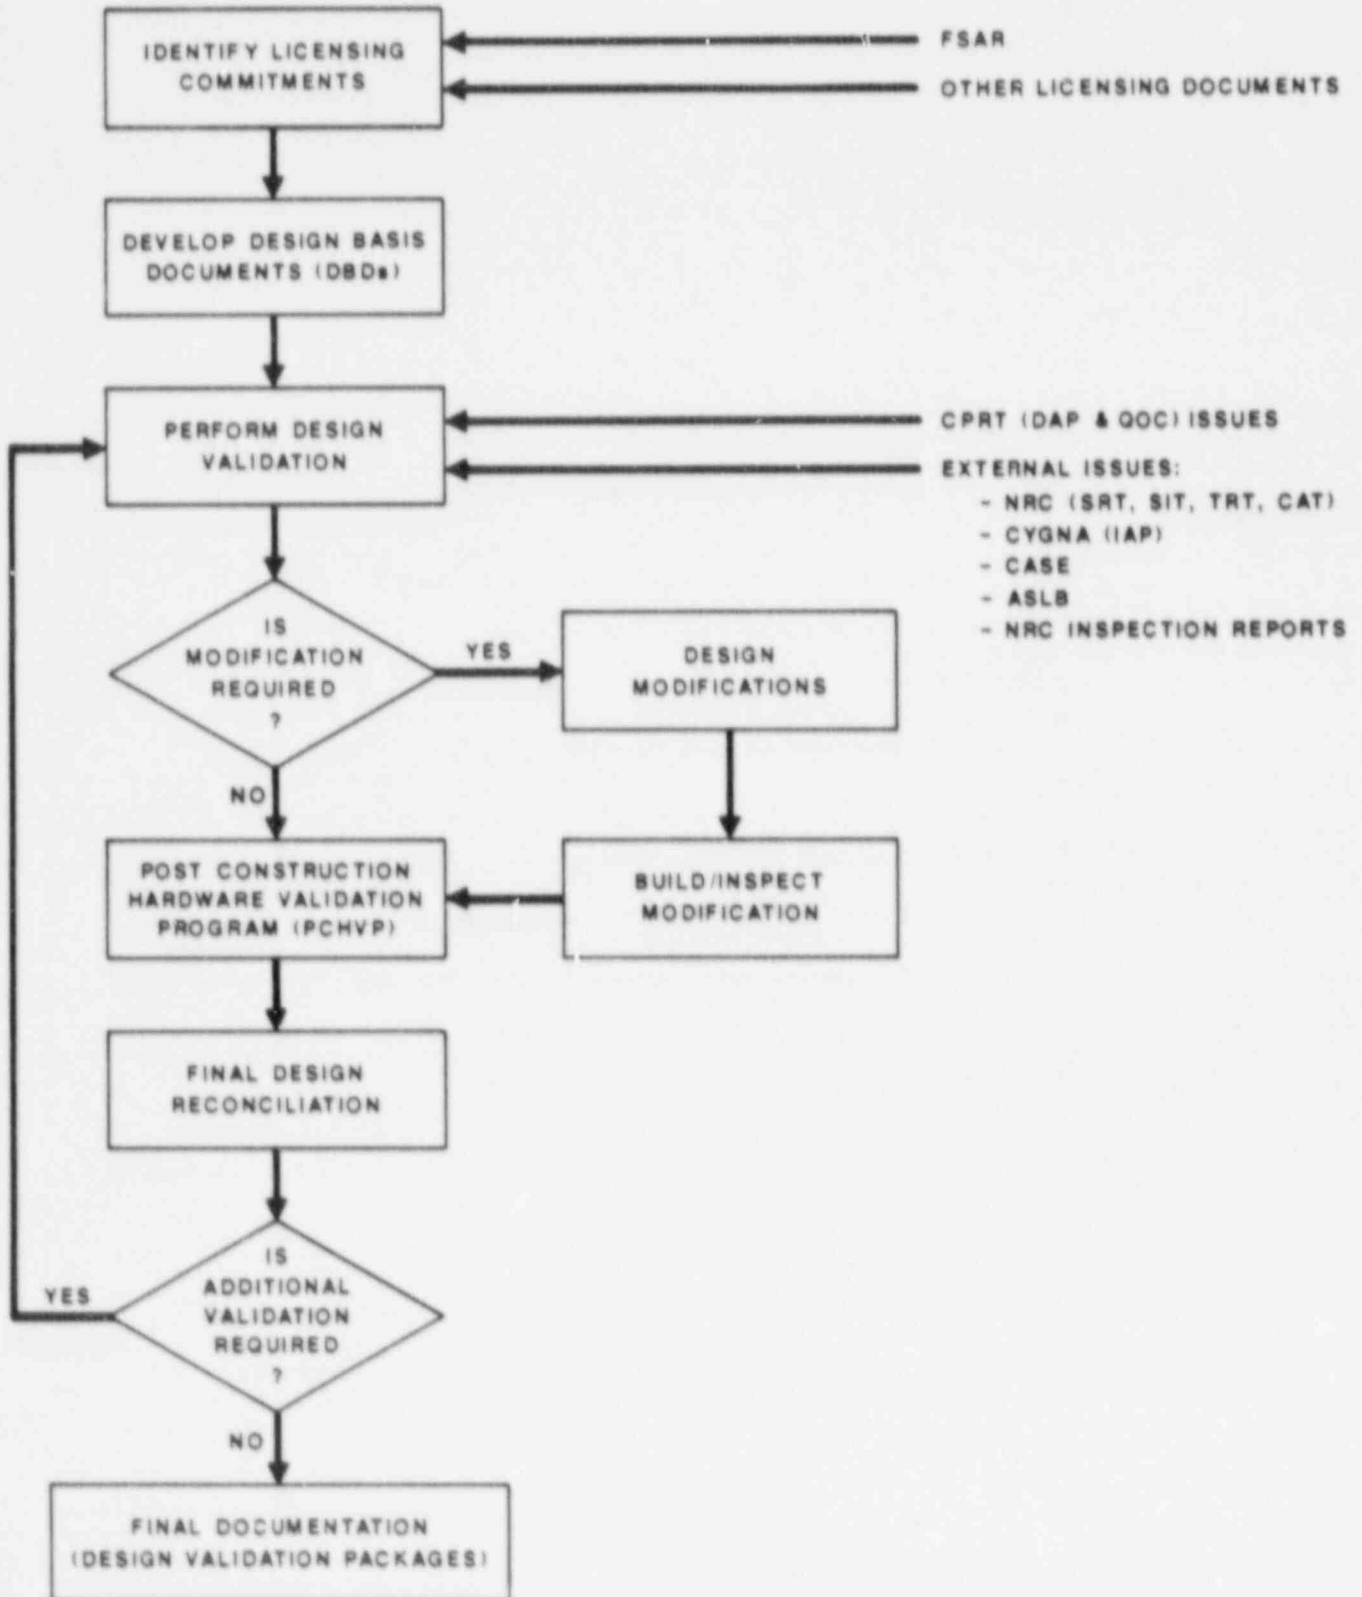 IDENTIFY LICENSING
COMMITMENTS
FSAR
OTHER LICENSING DOCUMENTS
DEVELOP DESIGN BASIS
DOCUMENTS (DBDs)
PERFORM DESIGN
VALIDATION
CPRT (DAP & QOC) ISSUES
EXTERNAL ISSUES:
- NRC (SRT, SIT, TRT, CAT)
- CYGNA (IAP)
- CASE
- ASLB
- NRC INSPECTION REPORTS
IS
MODIFICATION
REQUIRED
?
YES
DESIGN
MODIFICATIONS
NO
POST CONSTRUCTION
HARDWARE VALIDATION
PROGRAM (PCHVP)
BUILD/INSPECT
MODIFICATION
FINAL DESIGN
RECONCILIATION
IS
ADDITIONAL
VALIDATION
REQUIRED
?
YES
NO
FINAL DOCUMENTATION
(DESIGN VALIDATION PACKAGES)